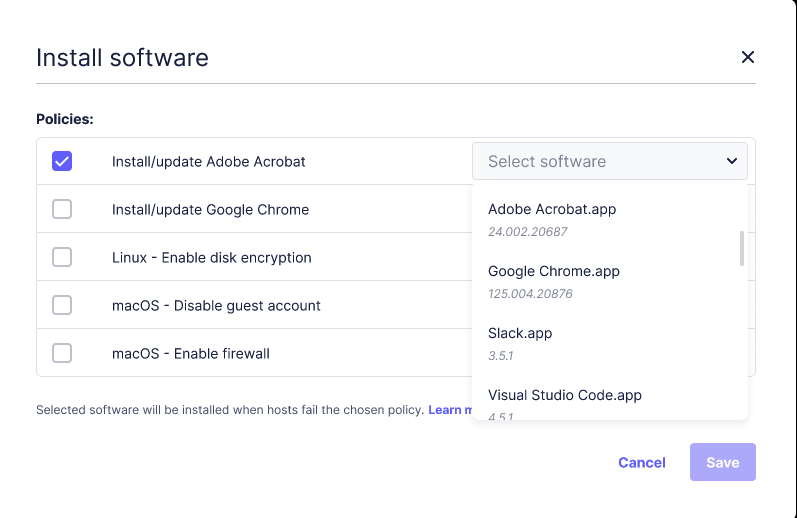 Install software
Policies:
Install/update Adobe Acrobat
Select software
Install/update Google Chrome
Adobe Acrobat.app
24.002.20687
Linux - Enable disk encryption
Google Chrome.app
125.004.20876
macOS - Disable guest account
Slack.app
3.5.1
macOS - Enable firewall
Visual Studio Code.app
4.5.1
Selected software will be installed when hosts fail the chosen policy. Learn
Cancel
Save